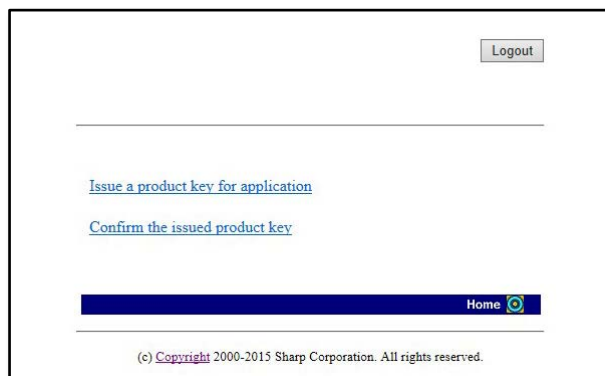 Logout
Issue a product key for application
Confirm the issued product key
Home
(c) Copyright 2000-2015 Sharp Corporation. All rights reserved.